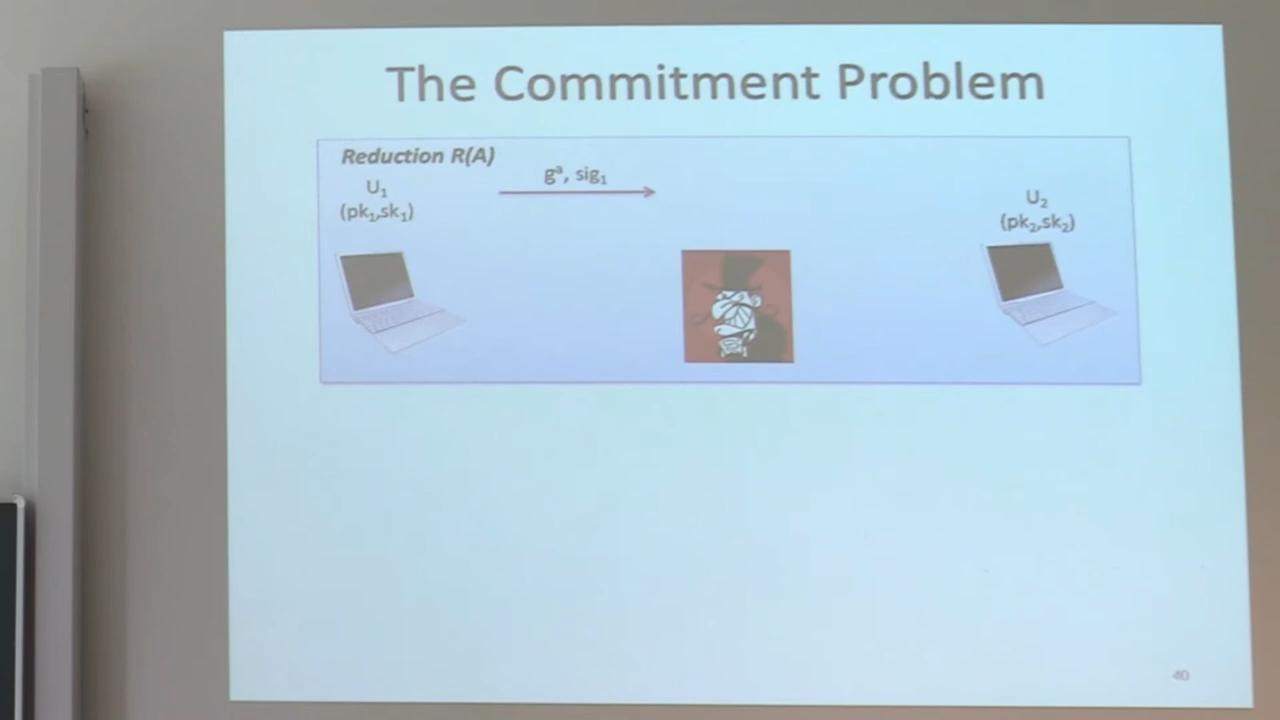 The Commitment Problem
Reduction R(A)
gᵃ, sig₁
U₁
(pk₁,sk₁)
U₂
(pk₂,sk₂)
40